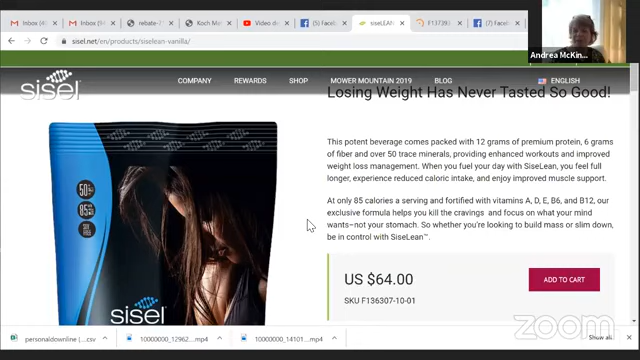 Inbox (4(
Inbox (94
rebate-2
Koch Mer
Video d
(5) Faceb
siseLEAN
F137393
(7) Faceb
Andrea McKin...
sisel.net/en/products/siselean-vanilla/
sisel
COMPANY REWARDS SHOP MOWER MOUNTAIN 2019 BLOG ENGLISH
Losing Weight Has Never Tasted So Good!
This potent beverage comes packed with 12 grams of premium protein, 6 grams
of fiber and over 50 trace minerals, providing enhanced workouts and improved
weight loss management. When you fuel your day with SiseLean, you feel full
longer, experience reduced caloric intake, and enjoy improved muscle support.
At only 85 calories a serving and fortified with vitamins A, D, E, B6, and B12, our
exclusive formula helps you kill the cravings and focus on what your mind
wants–not your stomach. So whether you're looking to build mass or slim down,
be in control with SiseLean™.
50
85
sisel
US $64.00
ADD TO CART
SKU F136307-10-01
personaldownline (....csv
10000000_12962....mp4
10000000_14101....mp4
Show all
zoom